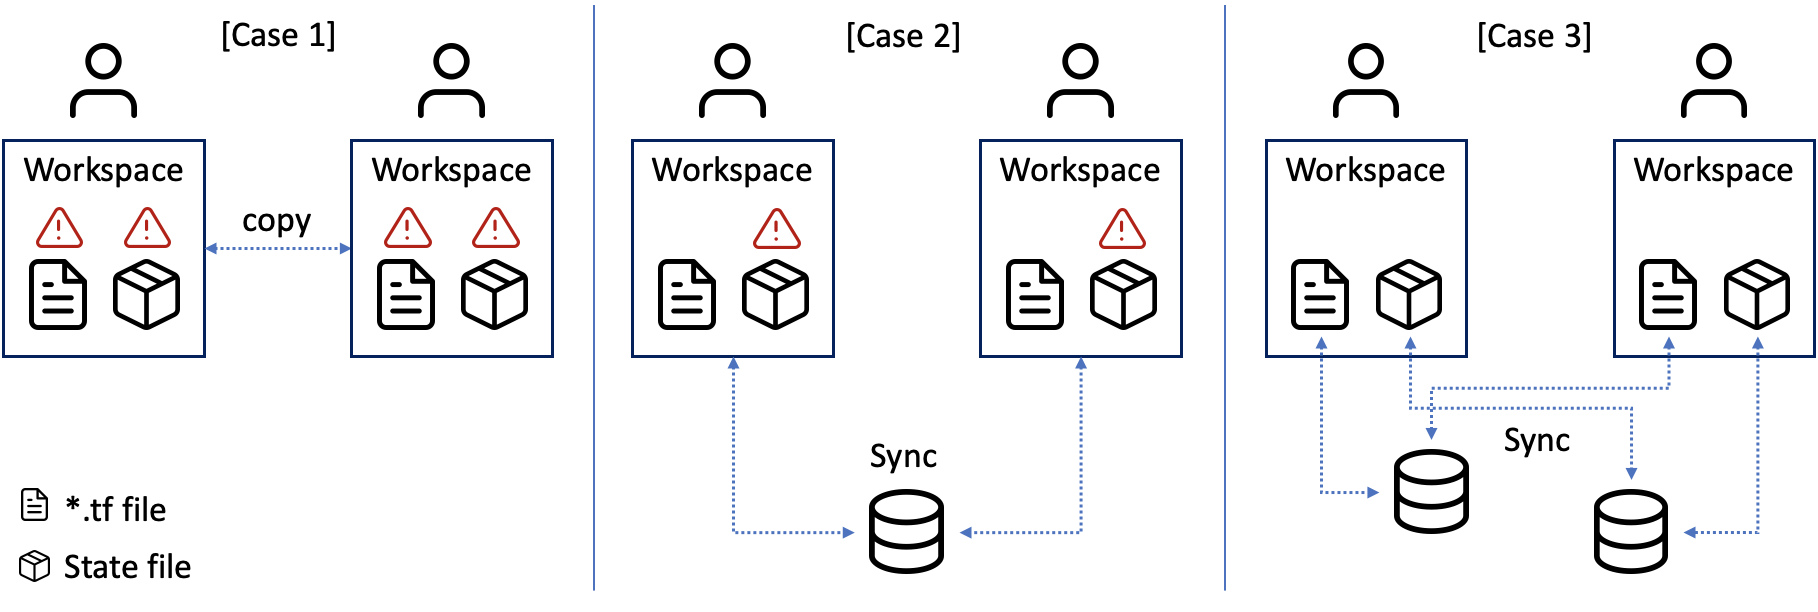 [Case 1]
Workspace
Workspace
copy
*.tf file
State file
[Case 2]
Workspace
Workspace
Sync
[Case 3]
Workspace
Workspace
Sync